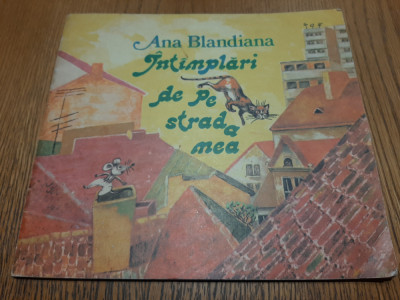 Ana Blandiana
Întîmplări
de pe
strada
mea